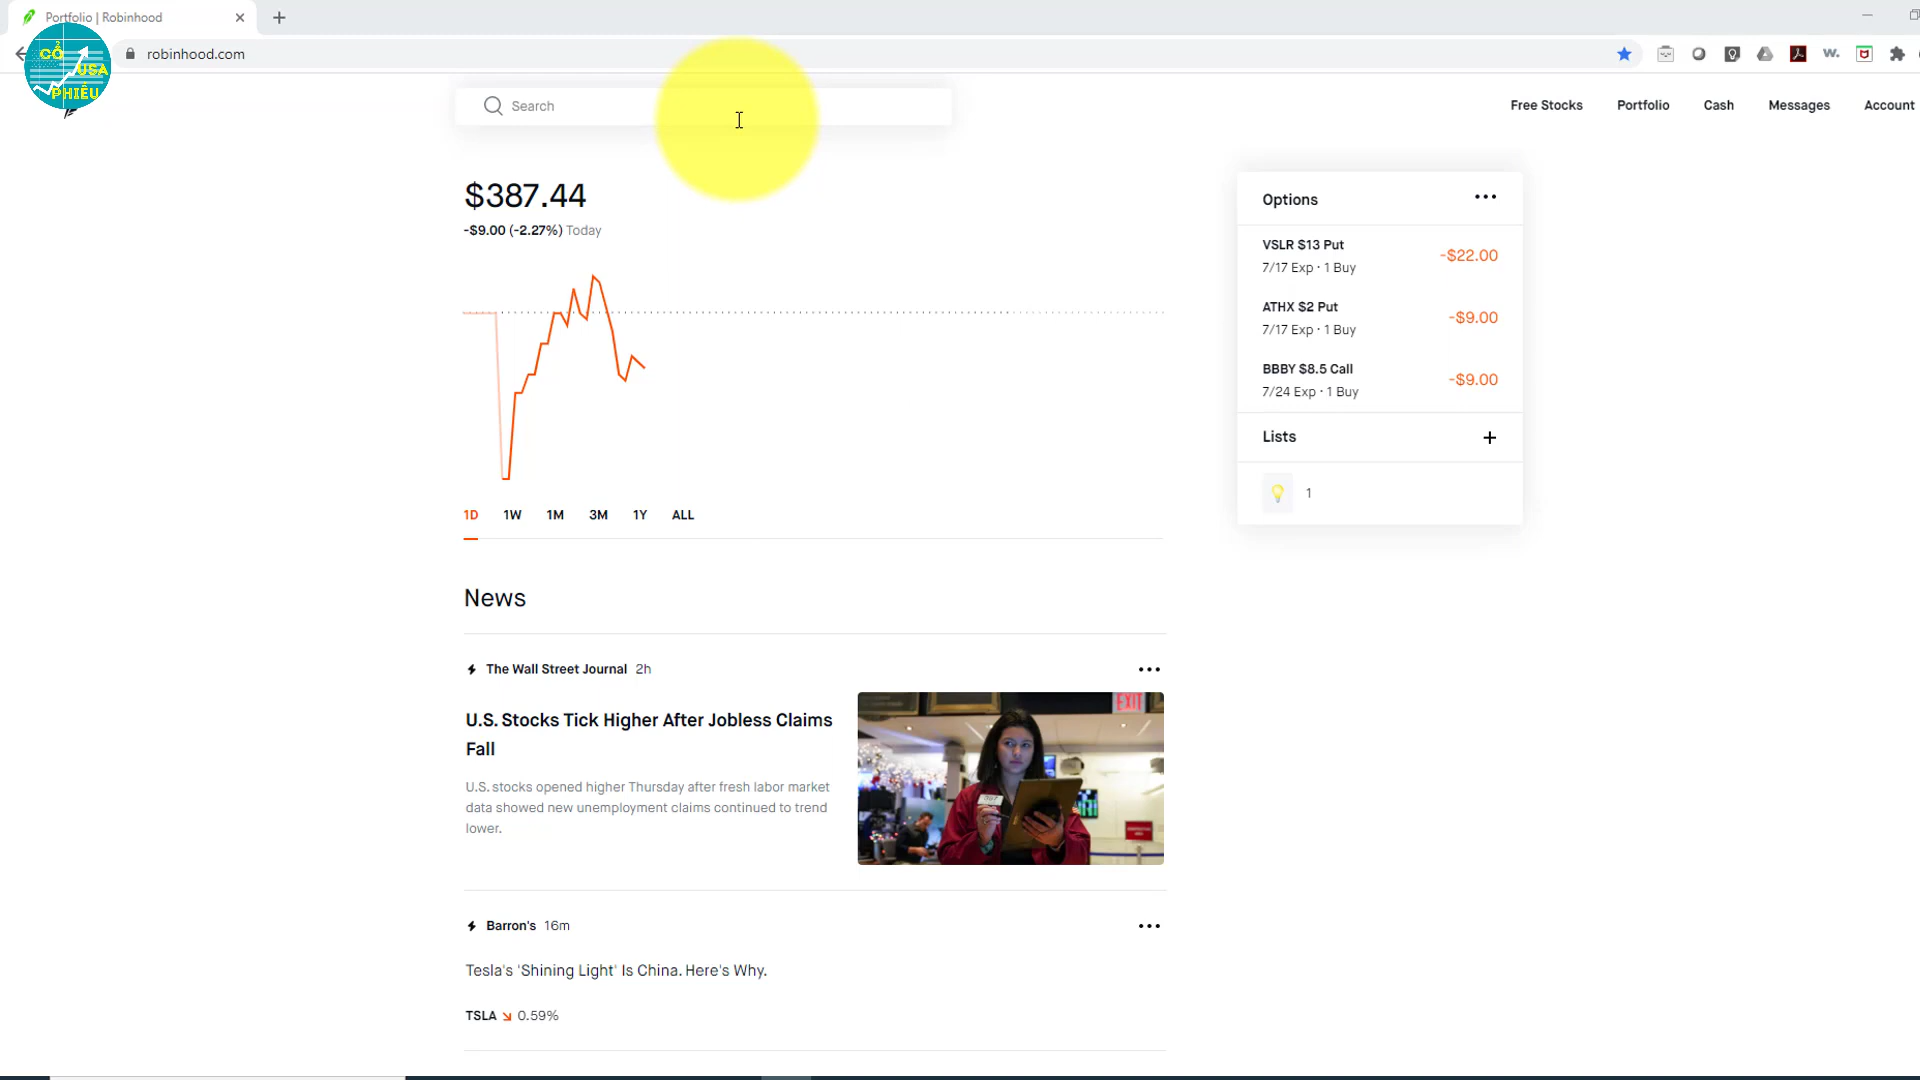 Portfolio | Robinhood
robinhood.com
CỔ
USA
PHIẾU
Search
Free Stocks
Portfolio
Cash
Messages
Account
$387.44
-$9.00 (-2.27%) Today
1D
1W
1M
3M
1Y
ALL
Options
VSLR $13 Put
-$22.00
7/17 Exp · 1 Buy
ATHX $2 Put
-$9.00
7/17 Exp · 1 Buy
BBBY $8.5 Call
-$9.00
7/24 Exp · 1 Buy
Lists
1
News
The Wall Street Journal 2h
U.S. Stocks Tick Higher After Jobless Claims
Fall
U.S. stocks opened higher Thursday after fresh labor market
data showed new unemployment claims continued to trend
lower.
EXIT
Barron's 16m
Tesla's 'Shining Light' Is China. Here's Why.
TSLA 0.59%